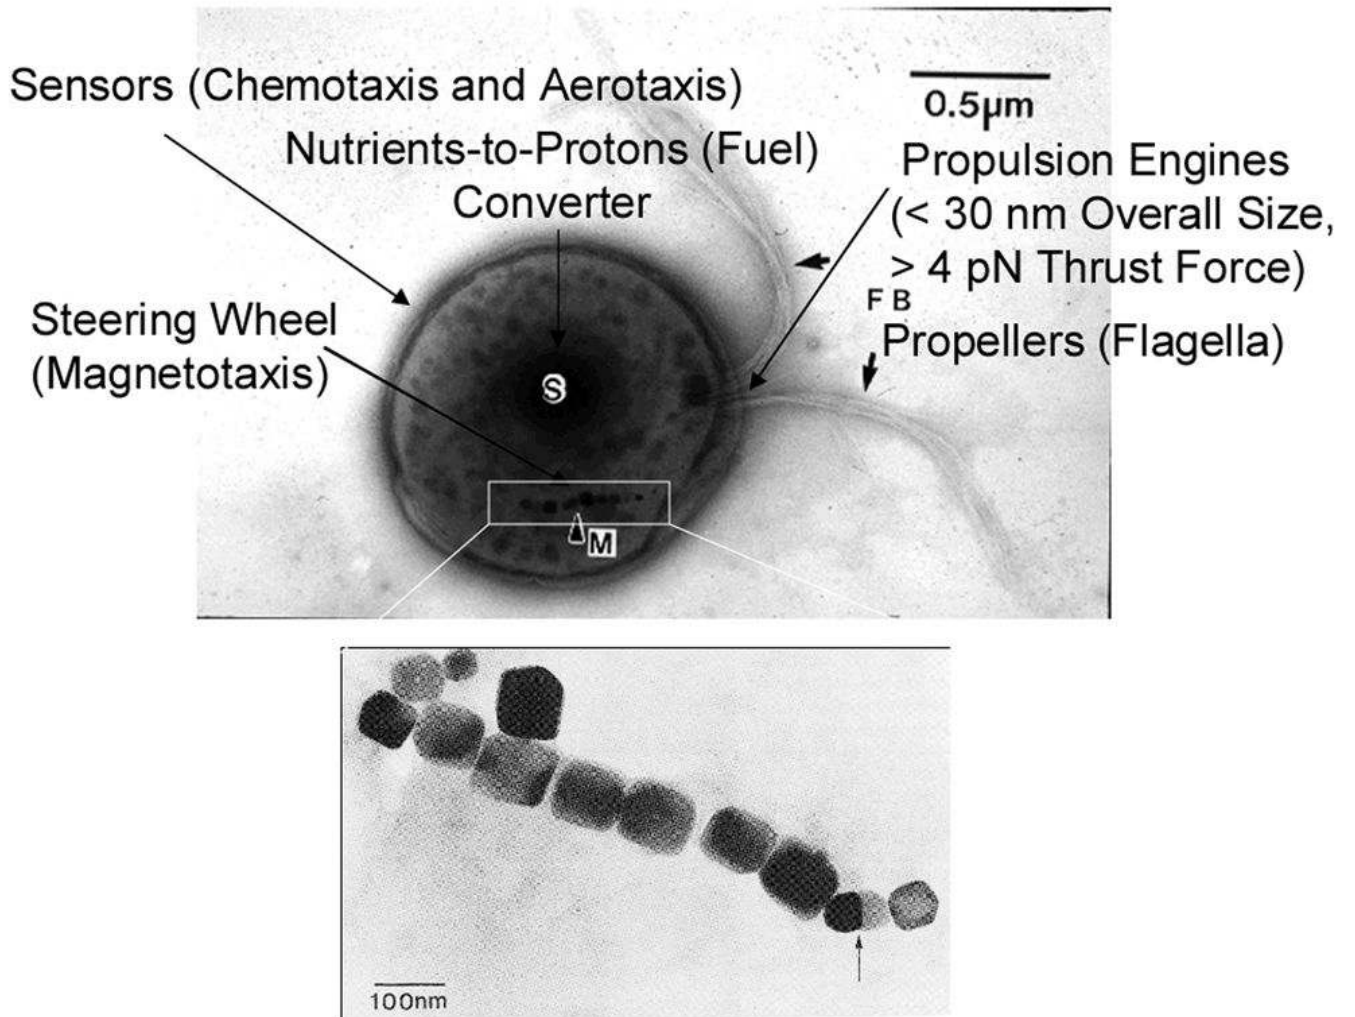 Sensors (Chemotaxis and Aerotaxis)
0.5μm
Nutrients-to-Protons (Fuel)
Converter
Propulsion Engines
(< 30 nm Overall Size,
> 4 pN Thrust Force)
F B
Propellers (Flagella)
Steering Wheel
(Magnetotaxis)
S
M
100nm